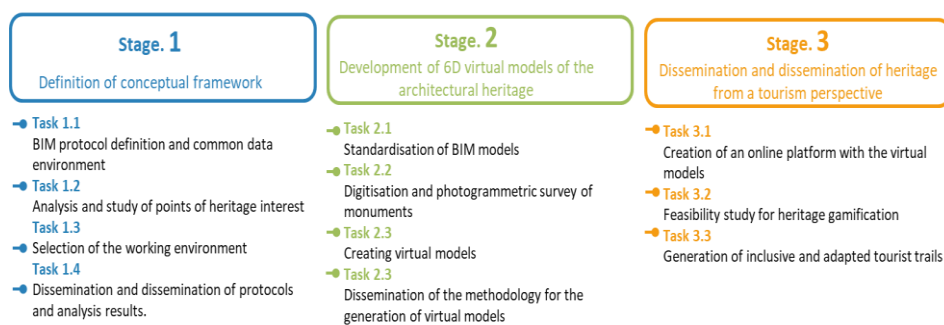 Stage. 1
Definition of conceptual framework
Task 1.1
BIM protocol definition and common data
environment
Task 1.2
Analysis and study of points of heritage interest
Task 1.3
Selection of the working environment
Task 1.4
Dissemination and dissemination of protocols
and analysis results.
Stage. 2
Development of 6D virtual models of the
architectural heritage
Task 2.1
Standardisation of BIM models
Task 2.2
Digitisation and photogrammetric survey of
monuments
Task 2.3
Creating virtual models
Task 2.3
Dissemination of the methodology for the
generation of virtual models
Stage. 3
Dissemination and dissemination of heritage
from a tourism perspective
Task 3.1
Creation of an online platform with the virtual
models
Task 3.2
Feasibility study for heritage gamification
Task 3.3
Generation of inclusive and adapted tourist trails